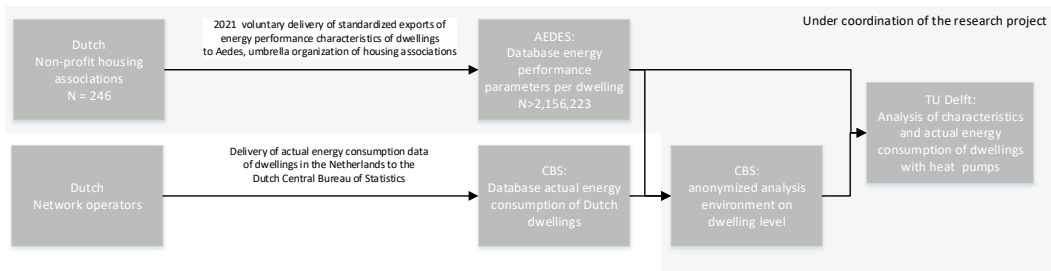 Under coordination of the research project
2021 voluntary delivery of standardized exports of
energy performance characteristics of dwellings
to Aedes, umbrella organization of housing associations
Dutch
Non-profit housing
associations
N = 246
AEDES:
Database energy
performance
parameters per dwelling
N>2,156,223
TU Delft:
Analysis of characteristics
and actual energy
consumption of dwellings
with heat pumps
Delivery of actual energy consumption data
of dwellings in the Netherlands to the
Dutch Central Bureau of Statistics
Dutch
Network operators
CBS:
Database actual energy
consumption of Dutch
dwellings
CBS:
anonymized analysis
environment on
dwelling level